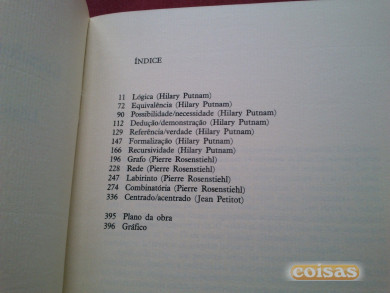 ÍNDICE
11 Lógica (Hilary Putnam)
72 Equivalência (Hilary Putnam)
90 Possibilidade/necessidade (Hilary Putnam)
112 Dedução/demonstração (Hilary Putnam)
129 Referência/verdade (Hilary Putnam)
147 Formalização (Hilary Putnam)
166 Recursividade (Hilary Putnam)
196 Grafo (Pierre Rosenstiehl)
228 Rede (Pierre Rosenstiehl)
247 Labirinto (Pierre Rosenstiehl)
274 Combinatória (Pierre Rosenstiehl)
336 Centrado/acentrado (Jean Petitot)
395 Plano da obra
396 Gráfico
coisas